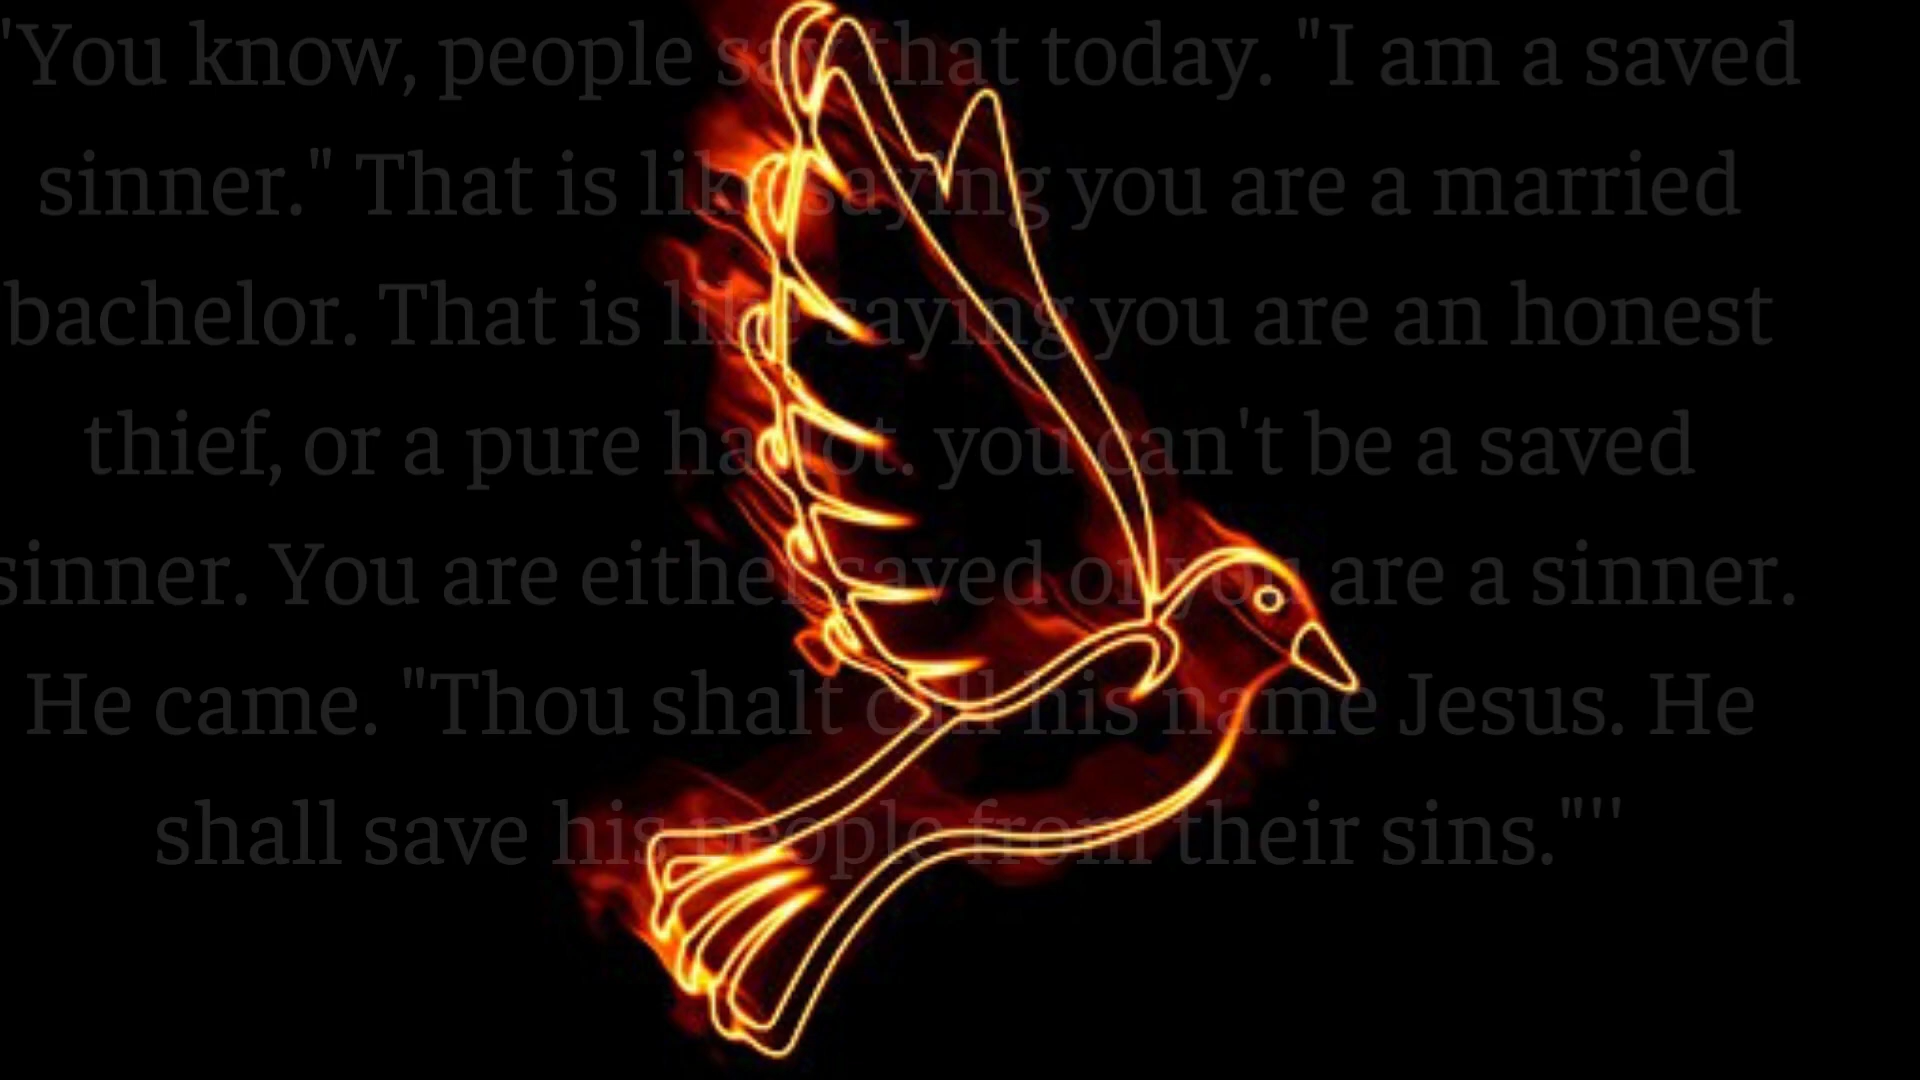 'You know, people say that today. "I am a saved
sinner." That is like saying you are a married
bachelor. That is like saying you are an honest
thief, or a pure harlot. you can't be a saved
sinner. You are either saved or you are a sinner.
He came. "Thou shalt call his name Jesus. He
shall save his people from their sins.""'